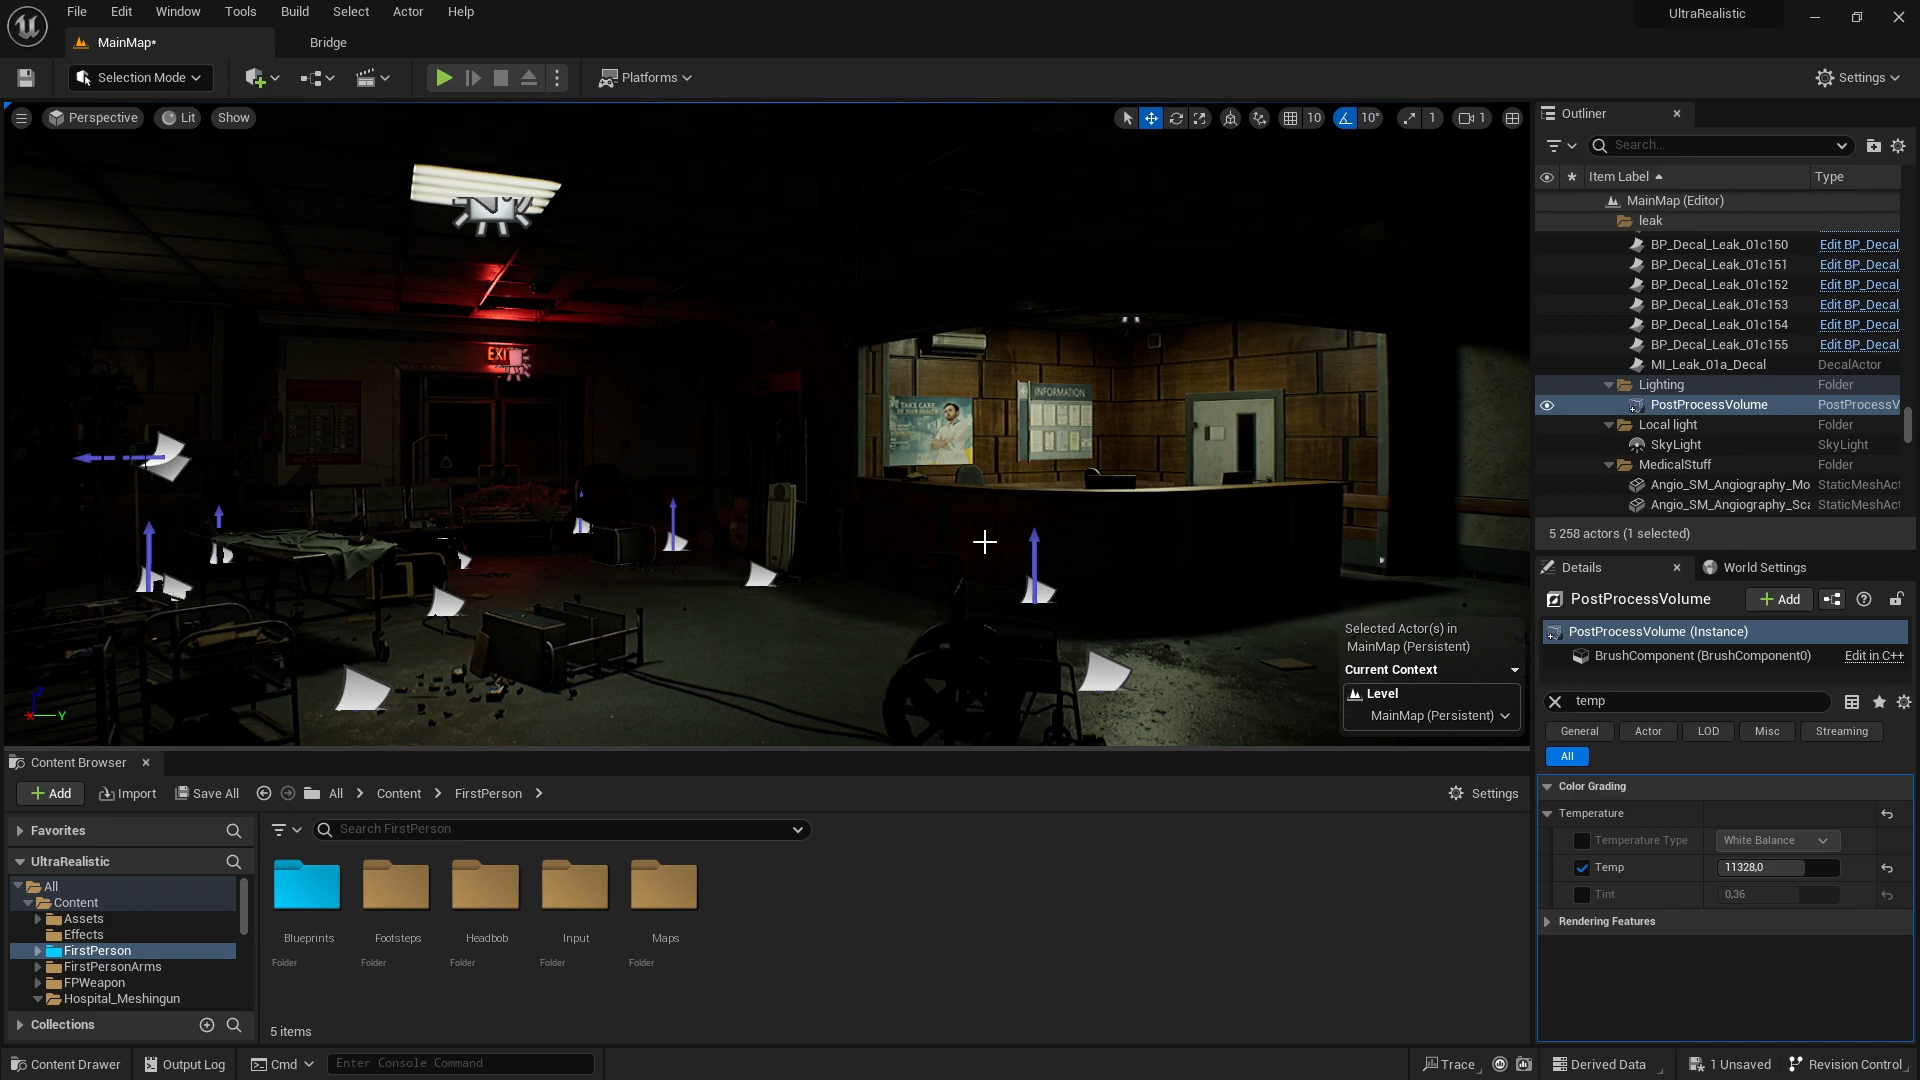 File Edit Window Tools Build Select Actor Help
UltraRealistic
MainMap*
Bridge
Selection Mode
Platforms
Settings
Perspective
Lit
Show
10
10°
1
1
EXI
TAKE CARE
INFORMATION
Selected Actor(s) in
MainMap (Persistent)
Current Context
Level
MainMap (Persistent)
Z
X
Y
Outliner
Search...
Item Label
Type
MainMap (Editor)
leak
BP_Decal_Leak_01c150 Edit BP_Decal
BP_Decal_Leak_01c151 Edit BP_Decal
BP_Decal_Leak_01c152 Edit BP_Decal
BP_Decal_Leak_01c153 Edit BP_Decal
BP_Decal_Leak_01c154 Edit BP_Decal
BP_Decal_Leak_01c155 Edit BP_Decal
MI_Leak_01a_Decal DecalActor
Lighting Folder
PostProcessVolume PostProcessV
Local light Folder
SkyLight SkyLight
MedicalStuff Folder
Angio_SM_Angiography_Mo StaticMeshAct
Angio_SM_Angiography_Sca StaticMeshAct
5 258 actors (1 selected)
Details
World Settings
PostProcessVolume
Add
PostProcessVolume (Instance)
BrushComponent (BrushComponent0) Edit in C++
temp
General Actor LOD Misc Streaming
All
Color Grading
Temperature
Temperature Type White Balance
Temp 11328,0
Tint 0,36
Rendering Features
Content Browser
Add
Import
Save All
All
Content
FirstPerson
Settings
Favorites
UltraRealistic
All
Content
Assets
Effects
FirstPerson
FirstPersonArms
FPWeapon
Hospital_Meshingun
Collections
Search FirstPerson
Blueprints Footsteps Headbob Input Maps
Folder Folder Folder Folder Folder
5 items
Content Drawer
Output Log
Cmd
Enter Console Command
Trace
Derived Data
1 Unsaved
Revision Control